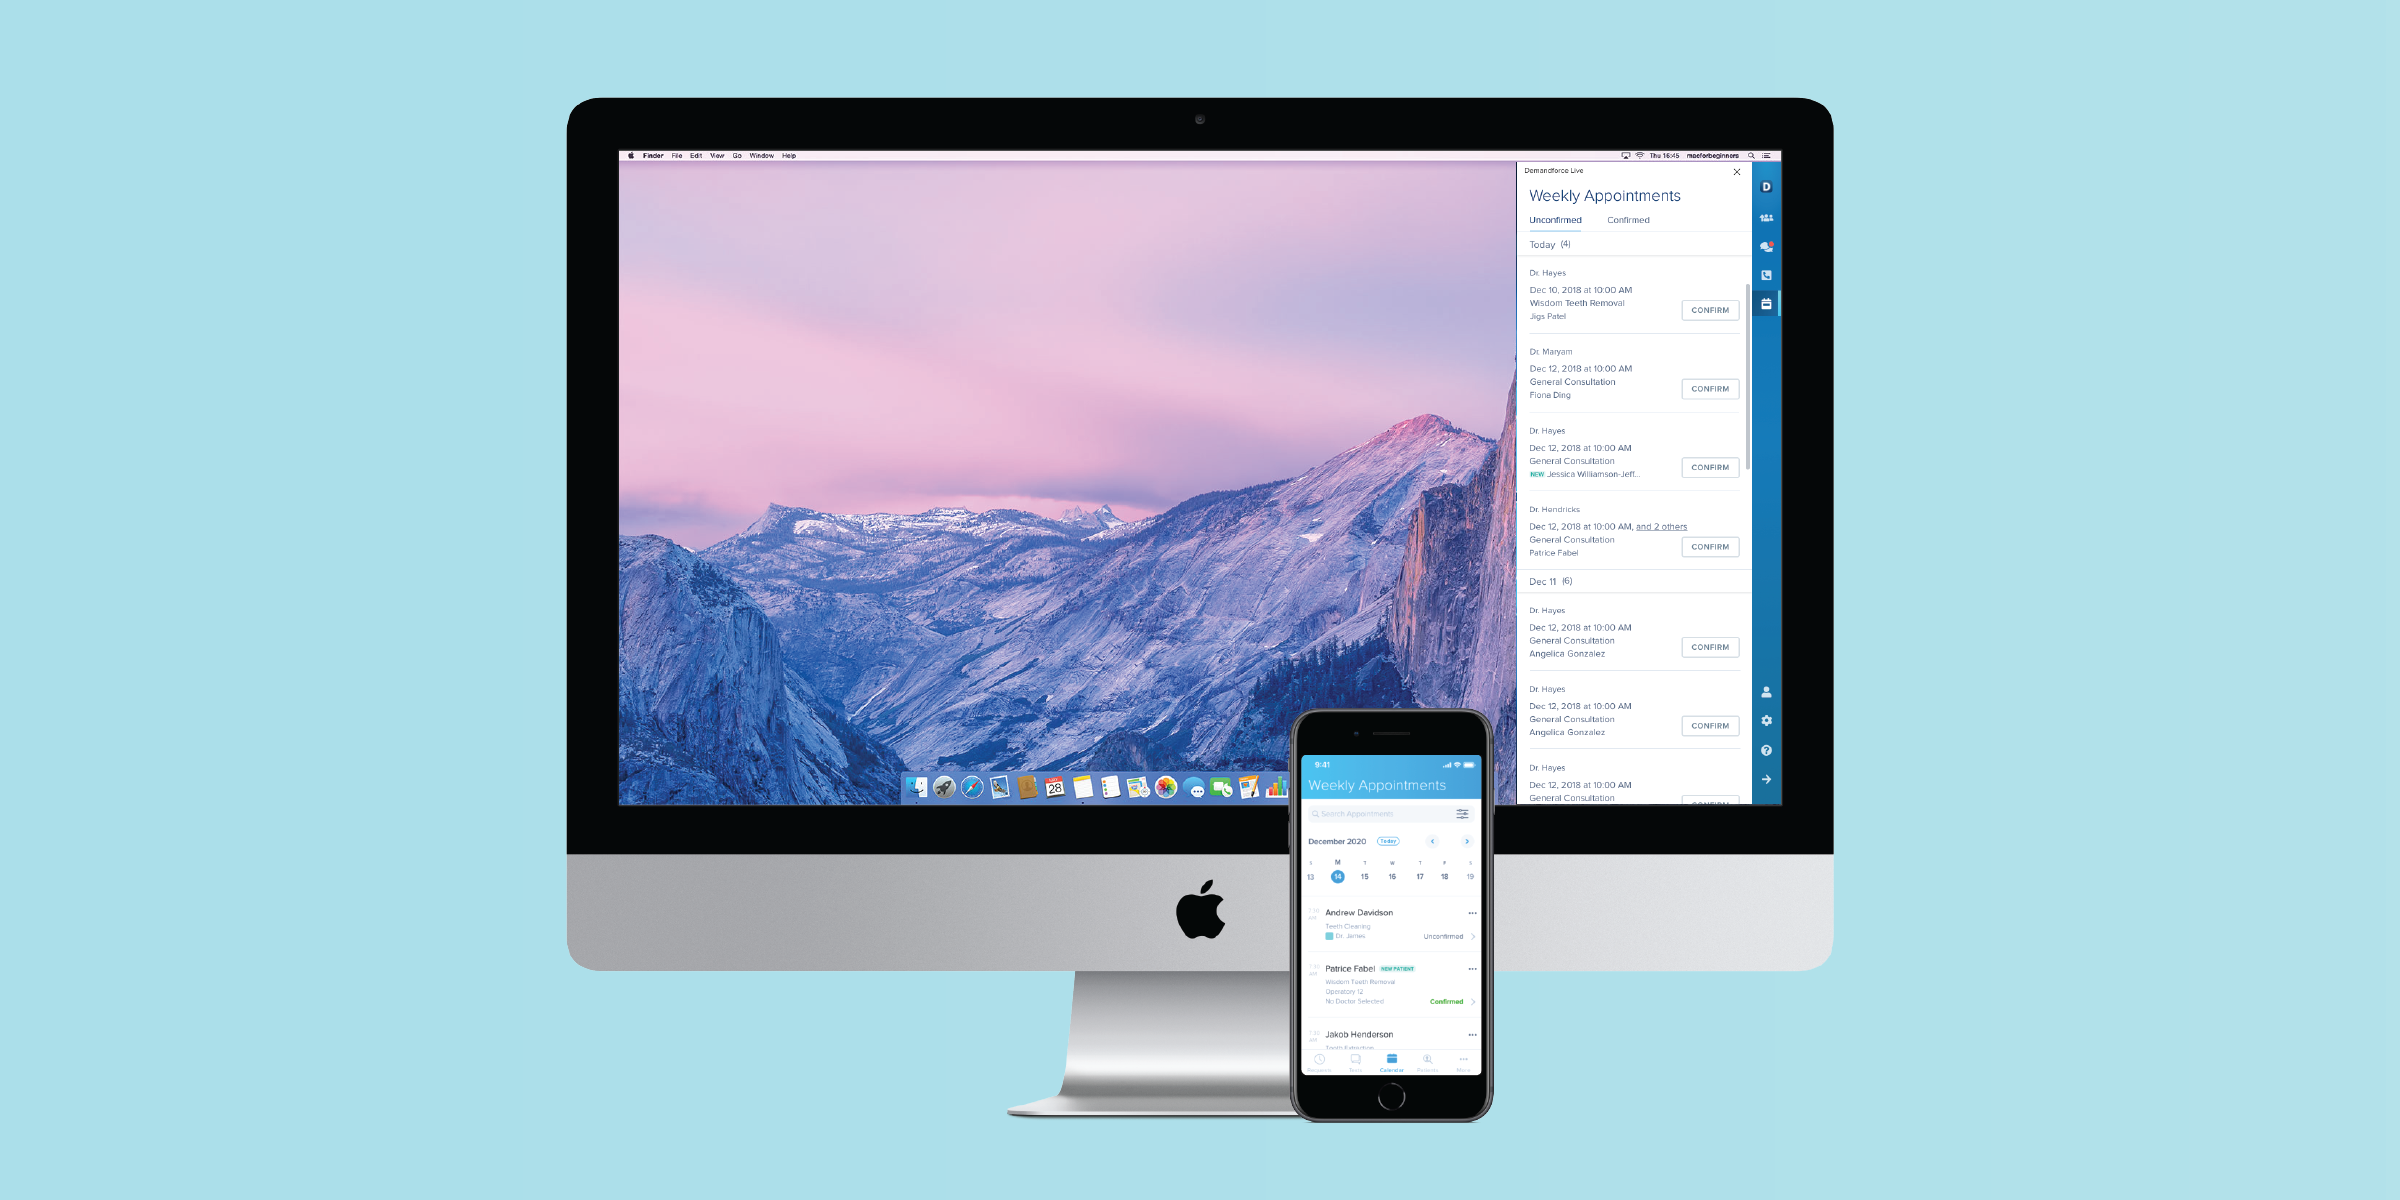 Finder File Edit View Go Window Help
Thu 16:45 macforbeginners
Demandforce Live
D
Weekly Appointments
Unconfirmed Confirmed
Today (4)
Dr. Hayes
Dec 10, 2018 at 10:00 AM
Wisdom Teeth Removal
Jigs Patel
CONFIRM
Dr. Maryam
Dec 12, 2018 at 10:00 AM
General Consultation
Fiona Ding
CONFIRM
Dr. Hayes
Dec 12, 2018 at 10:00 AM
General Consultation
NEW Jessica Williamson-Jeff...
CONFIRM
Dr. Hendricks
Dec 12, 2018 at 10:00 AM, and 2 others
General Consultation
Patrice Fabel
CONFIRM
Dec 11 (6)
Dr. Hayes
Dec 12, 2018 at 10:00 AM
General Consultation
Angelica Gonzalez
CONFIRM
Dr. Hayes
Dec 12, 2018 at 10:00 AM
General Consultation
Angelica Gonzalez
CONFIRM
Dr. Hayes
Dec 12, 2018 at 10:00 AM
General Consultation
CONFIRM
28
9:41
Weekly Appointments
Search Appointments
December 2020 Today
S M T W T F S
13 14 15 16 17 18 19
Andrew Davidson
Teeth Cleaning
Dr. James Unconfirmed
Patrice Fabel NEW PATIENT
Wisdom Teeth Removal
Operatory 12
No Doctor Selected Confirmed
Jakob Henderson
Tooth Extraction
Calendar